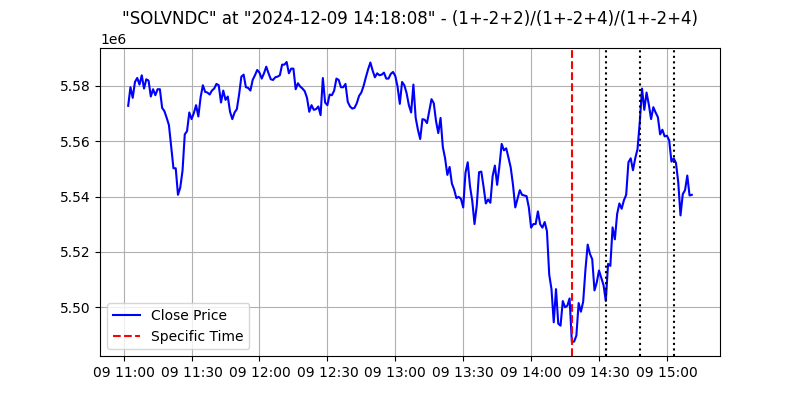 "SOLVNDC" at "2024-12-09 14:18:08" - (1+-2+2)/(1+-2+4)/(1+-2+4)
1e6
5.58
5.56
5.54
5.52
5.50
Close Price
Specific Time
09 11:00 09 11:30 09 12:00 09 12:30 09 13:00 09 13:30 09 14:00 09 14:30 09 15:00